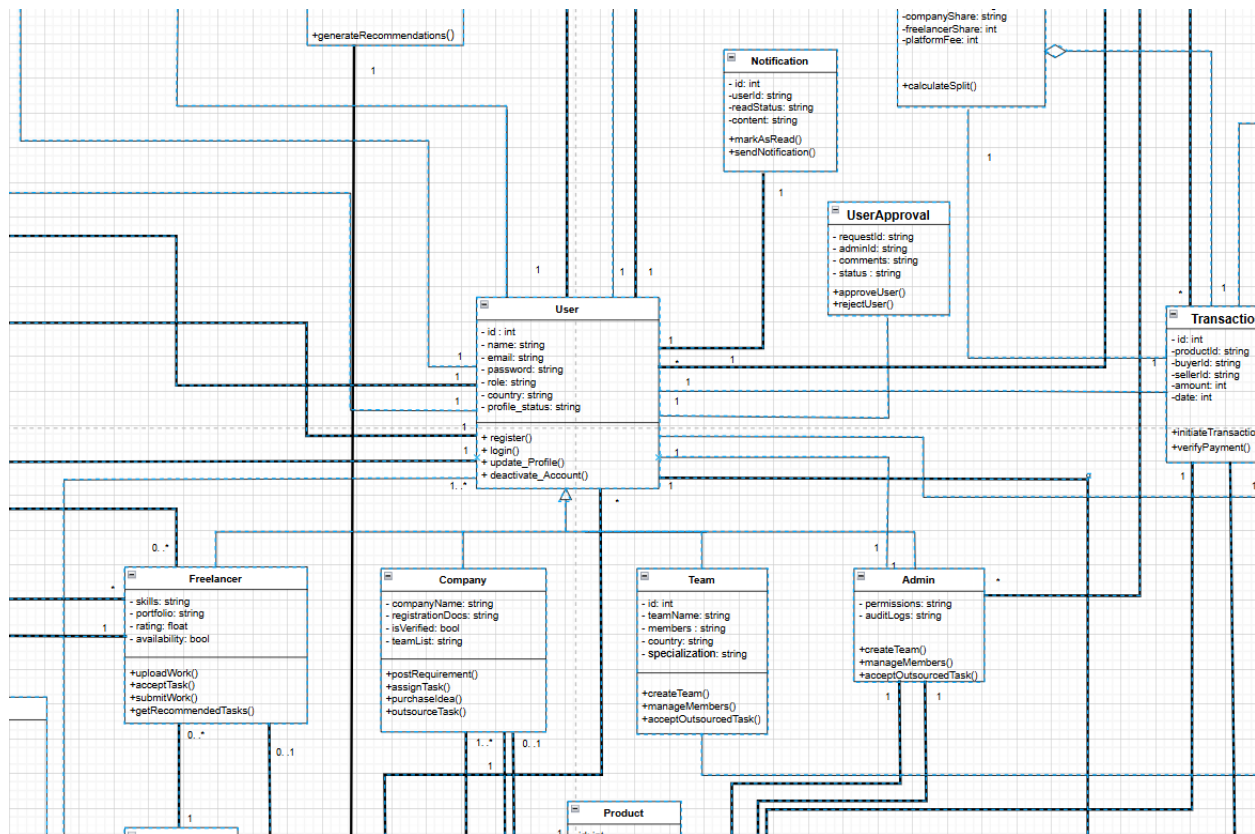 +generateRecommendations()
1
-companyShare: string
-freelancerShare: int
-platformFee: int
+calculateSplit()
1
Notification
- id: int
-userId: string
-readStatus: string
-content: string
+markAsRead()
+sendNotification()
1
UserApproval
- requestId: string
- adminId: string
- comments: string
- status : string
+approveUser()
+rejectUser()
1
1
1
User
- id : int
- name: string
- email: string
- password: string
- role: string
- country: string
- profile_status: string
+ register()
+ login()
+ update_Profile()
+ deactivate_Account()
1
1
1
1
1
1..*
1
*
1
1
1
1
1
*
*
1
1
Transactio
- id: int
-productId: string
-buyerId: string
-sellerId: string
-amount: int
-date: int
+initiateTransactio
+verifyPayment()
1
1
0..*
*
1
Freelancer
- skills: string
- portfolio: string
- rating: float
- availability: bool
+uploadWork()
+acceptTask()
+submitWork()
+getRecommendedTasks()
0..*
0..1
1
Company
- companyName: string
- registrationDocs: string
- isVerified: bool
- teamList: string
+postRequirement()
+assignTask()
+purchaseIdea()
+outsourceTask()
1..*
0..1
1
Team
- id: int
- teamName: string
- members : string
- country: string
- specialization: string
+createTeam()
+manageMembers()
+acceptOutsourcedTask()
1
1
*
Admin
- permissions: string
- auditLogs: string
+createTeam()
+manageMembers()
+acceptOutsourcedTask()
1
1
Product
1